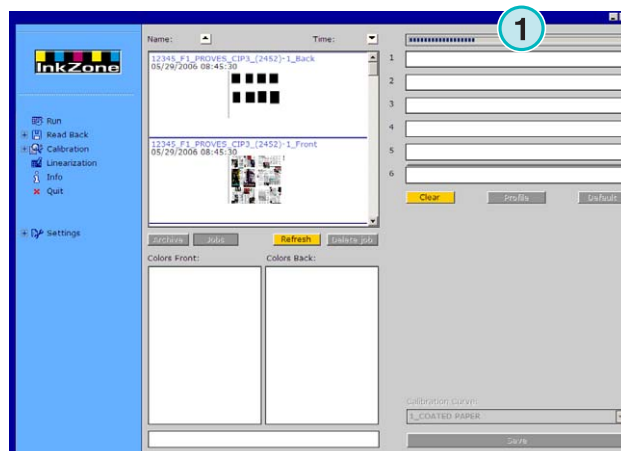 InkZone
Run
Read Back
Calibration
Linearization
Info
Quit
Settings
Name:
Time:
12345_F1_PROVES_CIP3_(2452)-1_Back
05/29/2006 08:45:30
12345_F1_PROVES_CIP3_(2452)-1_Front
05/29/2006 08:45:30
Archive
Jobs
Refresh
Delete job
Colors Front:
Colors Back:
1
1
2
3
4
5
6
Clear
Profile
Default
Calibration Curve:
1_COATED PAPER
Save